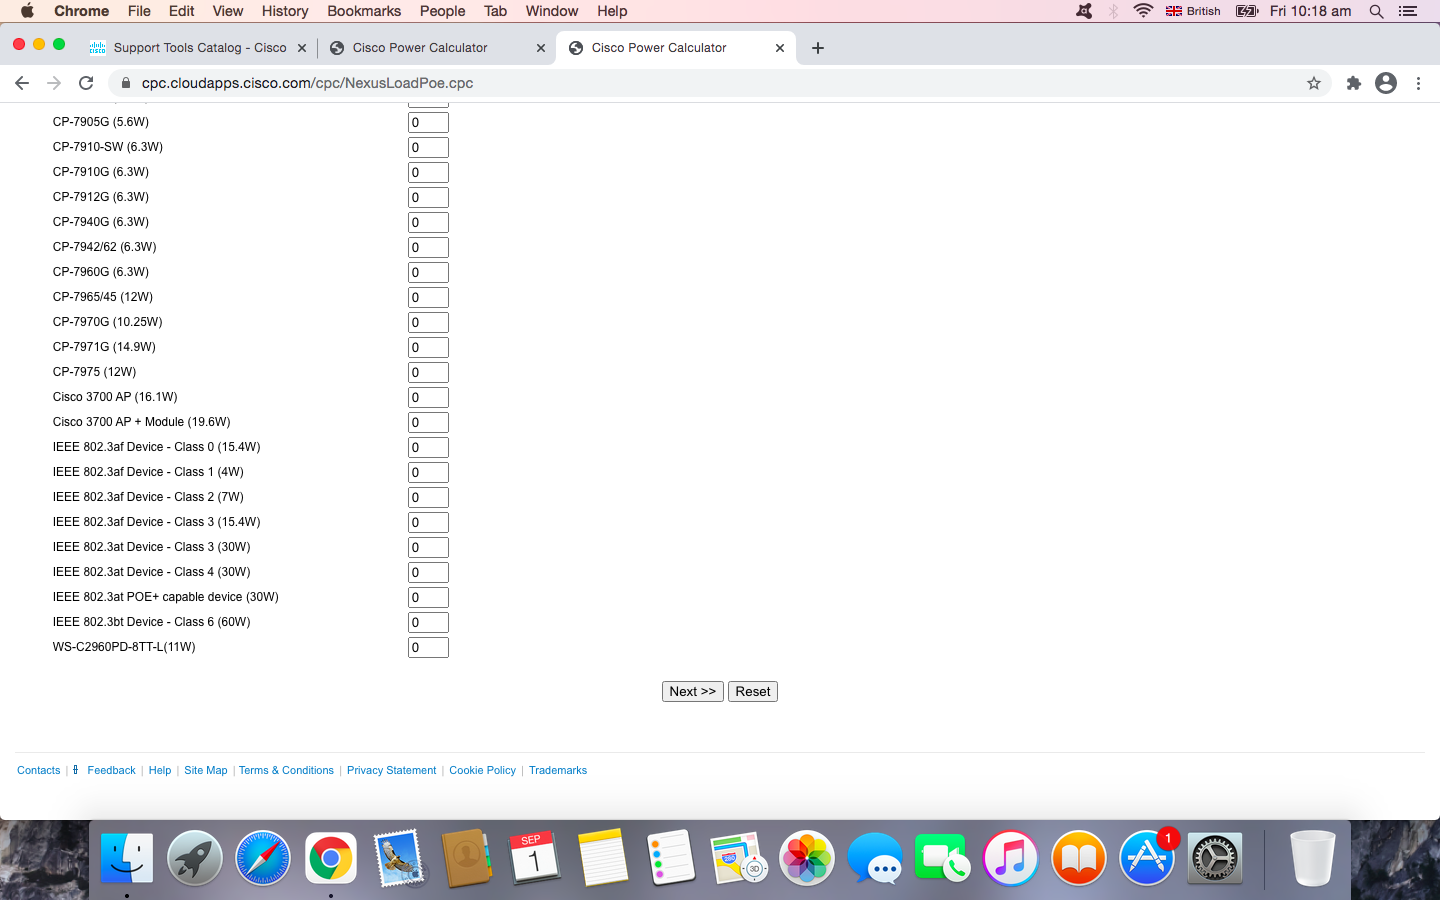 Chrome File Edit View History Bookmarks People Tab Window Help British Fri 10:18 am
Support Tools Catalog - Cisco Cisco Power Calculator Cisco Power Calculator
cpc.cloudapps.cisco.com/cpc/NexusLoadPoe.cpc
CP-7905G (5.6W) 0
CP-7910-SW (6.3W) 0
CP-7910G (6.3W) 0
CP-7912G (6.3W) 0
CP-7940G (6.3W) 0
CP-7942/62 (6.3W) 0
CP-7960G (6.3W) 0
CP-7965/45 (12W) 0
CP-7970G (10.25W) 0
CP-7971G (14.9W) 0
CP-7975 (12W) 0
Cisco 3700 AP (16.1W) 0
Cisco 3700 AP + Module (19.6W) 0
IEEE 802.3af Device - Class 0 (15.4W) 0
IEEE 802.3af Device - Class 1 (4W) 0
IEEE 802.3af Device - Class 2 (7W) 0
IEEE 802.3af Device - Class 3 (15.4W) 0
IEEE 802.3at Device - Class 3 (30W) 0
IEEE 802.3at Device - Class 4 (30W) 0
IEEE 802.3at POE+ capable device (30W) 0
IEEE 802.3bt Device - Class 6 (60W) 0
WS-C2960PD-8TT-L(11W) 0
Next >> Reset
Contacts | Feedback | Help | Site Map | Terms & Conditions | Privacy Statement | Cookie Policy | Trademarks
SEP
1
280
3D
1